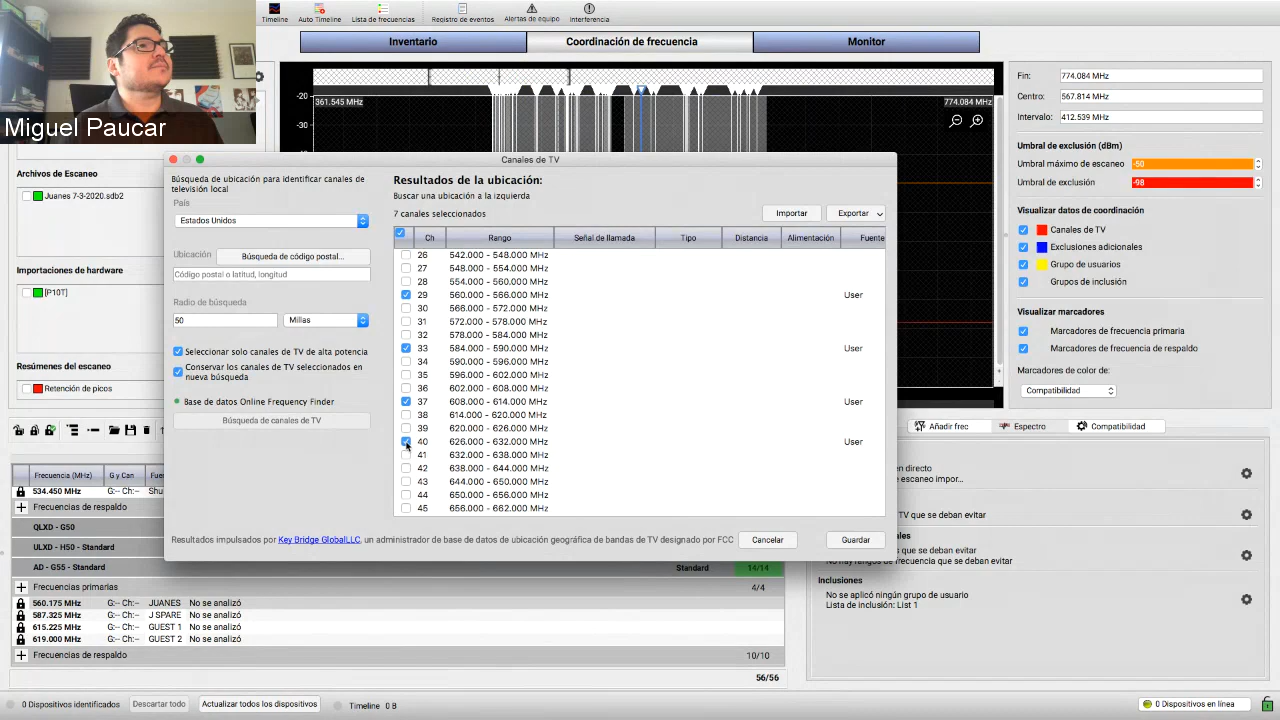 Timeline
Auto Timeline
Lista de frecuencias
Registro de eventos
Alertas de equipo
Interferencia
Inventario
Coordinación de frecuencia
Monitor
Miguel Paucar
-20
361.545 MHz
774.084 MHz
-30
Fin:
774.084 MHz
Centro:
567.814 MHz
Intervalo:
412.539 MHz
Umbral de exclusión (dBm)
Umbral máximo de escaneo
-50
Umbral de exclusión
-98
Visualizar datos de coordinación
Canales de TV
Exclusiones adicionales
Grupo de usuarios
Grupos de inclusión
Visualizar marcadores
Marcadores de frecuencia primaria
Marcadores de frecuencia de respaldo
Marcadores de color de:
Compatibilidad
Archivos de Escaneo
Juanes 7-3-2020.sdb2
Importaciones de hardware
[P10T]
Resúmenes del escaneo
Retención de picos
Canales de TV
Búsqueda de ubicación para identificar canales de
televisión local
País
Estados Unidos
Ubicación
Búsqueda de código postal...
Código postal o latitud, longitud
Radio de búsqueda
50
Millas
Seleccionar solo canales de TV de alta potencia
Conservar los canales de TV seleccionados en
nueva búsqueda
Base de datos Online Frequency Finder
Búsqueda de canales de TV
Resultados de la ubicación:
Buscar una ubicación a la izquierda
7 canales seleccionados
Importar
Exportar
Ch Rango Señal de llamada Tipo Distancia Alimentación Fuente
26 542.000 - 548.000 MHz
27 548.000 - 554.000 MHz
28 554.000 - 560.000 MHz
29 560.000 - 566.000 MHz User
30 566.000 - 572.000 MHz
31 572.000 - 578.000 MHz
32 578.000 - 584.000 MHz
33 584.000 - 590.000 MHz User
34 590.000 - 596.000 MHz
35 596.000 - 602.000 MHz
36 602.000 - 608.000 MHz
37 608.000 - 614.000 MHz User
38 614.000 - 620.000 MHz
39 620.000 - 626.000 MHz
40 626.000 - 632.000 MHz User
41 632.000 - 638.000 MHz
42 638.000 - 644.000 MHz
43 644.000 - 650.000 MHz
44 650.000 - 656.000 MHz
45 656.000 - 662.000 MHz
Resultados impulsados por Key Bridge GlobalLLC, un administrador de base de datos de ubicación geográfica de bandas de TV designado por FCC
Cancelar
Guardar
Añadir frec
Espectro
Compatibilidad
en directo
e escaneo impor...
TV que se deban evitar
ales
s que se deban evitar
No hay rangos de frecuencia que se deban evitar
Inclusiones
No se aplicó ningún grupo de usuario
Lista de inclusión: List 1
Frecuencia (MHz) G y Can Fue
534.450 MHz G:-- Ch:-- Shu
Frecuencias de respaldo
QLXD - G50
ULXD - H50 - Standard
AD - G55 - Standard Standard 14/14
Frecuencias primarias 4/4
560.175 MHz G:-- Ch:-- JUANES No se analizó
587.325 MHz G:-- Ch:-- J SPARE No se analizó
615.225 MHz G:-- Ch:-- GUEST 1 No se analizó
619.000 MHz G:-- Ch:-- GUEST 2 No se analizó
Frecuencias de respaldo 10/10
56/56
0 Dispositivos identificados
Descartar todo
Actualizar todos los dispositivos
Timeline 0 B
0 Dispositivos en línea